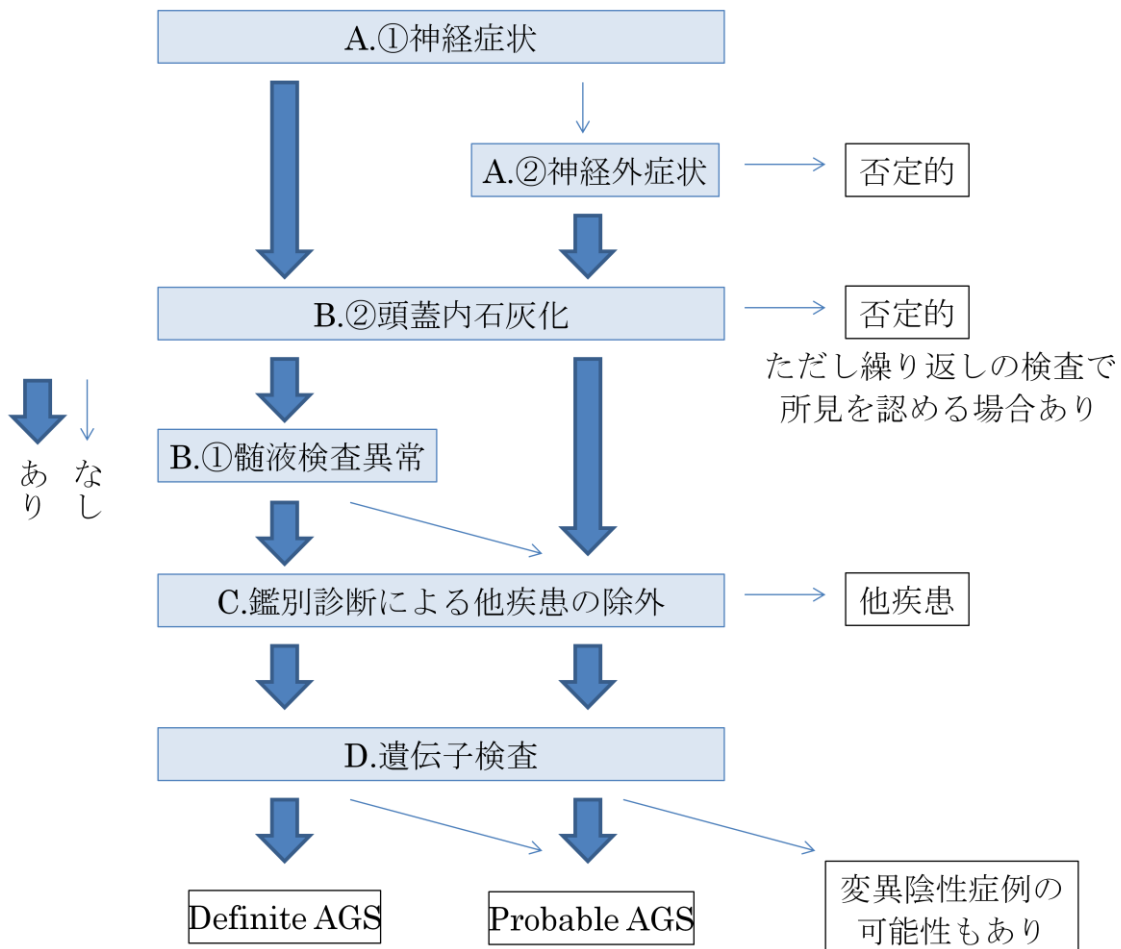 A.①神経症状
A.②神経外症状
否定的
B.②頭蓋内石灰化
否定的
ただし繰り返しの検査で
所見を認める場合あり
あり
なし
B.①髄液検査異常
C.鑑別診断による他疾患の除外
他疾患
D.遺伝子検査
Definite AGS
Probable AGS
変異陰性症例の
可能性もあり